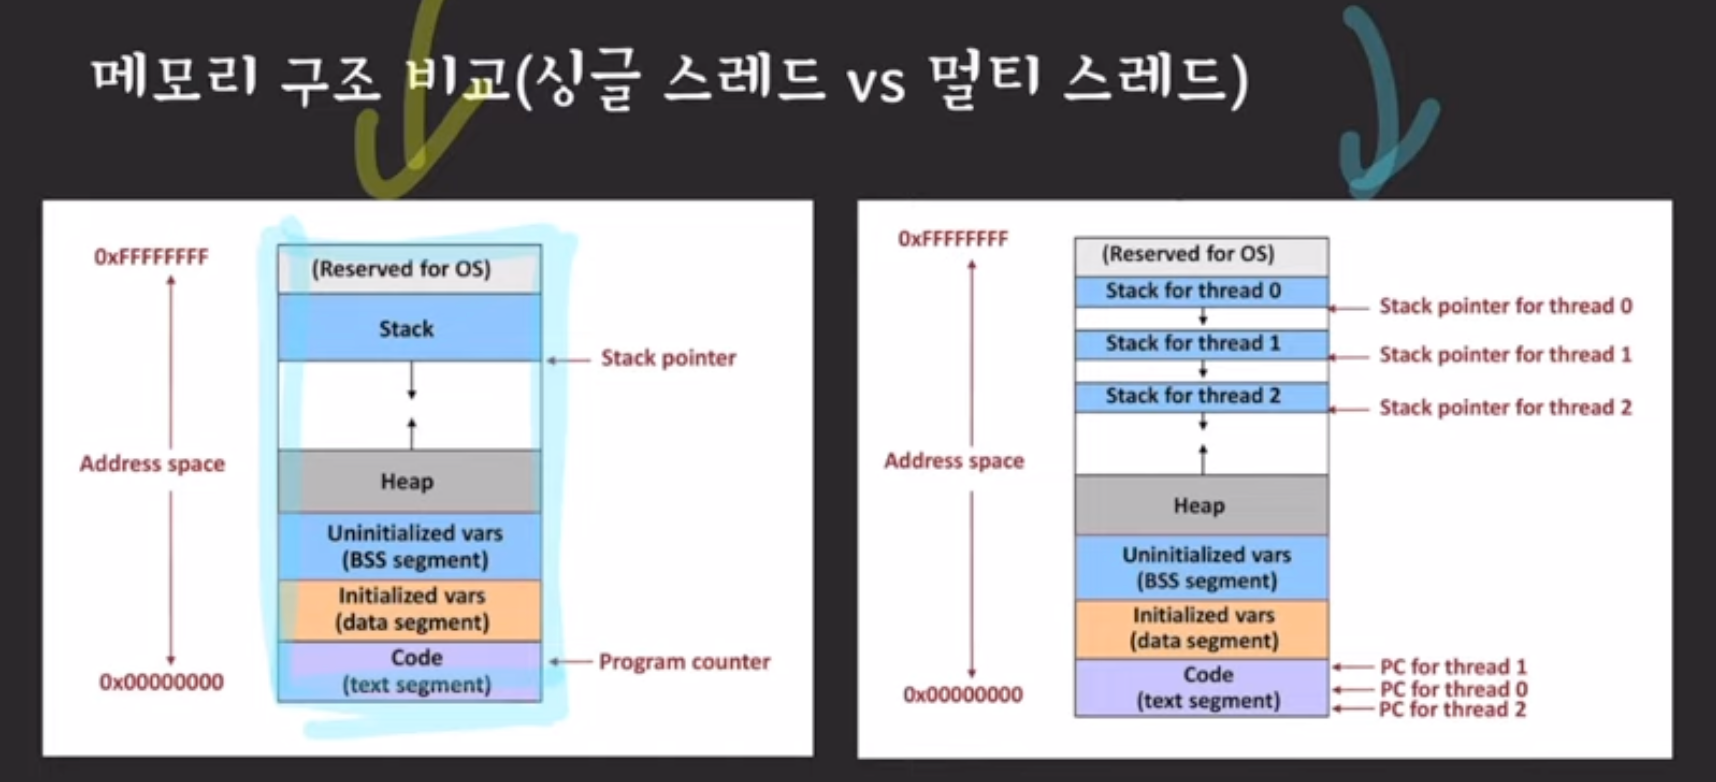 메모리 구조 비교(싱글 스레드 vs 멀티 스레드)
0xFFFFFFFF
Address space
0x00000000
(Reserved for OS)
Stack
Heap
Uninitialized vars
(BSS segment)
Initialized vars
(data segment)
Code
(text segment)
Stack pointer
Program counter
0xFFFFFFFF
Address space
0x00000000
(Reserved for OS)
Stack for thread 0
Stack for thread 1
Stack for thread 2
Heap
Uninitialized vars
(BSS segment)
Initialized vars
(data segment)
Code
(text segment)
Stack pointer for thread 0
Stack pointer for thread 1
Stack pointer for thread 2
PC for thread 1
PC for thread 0
PC for thread 2